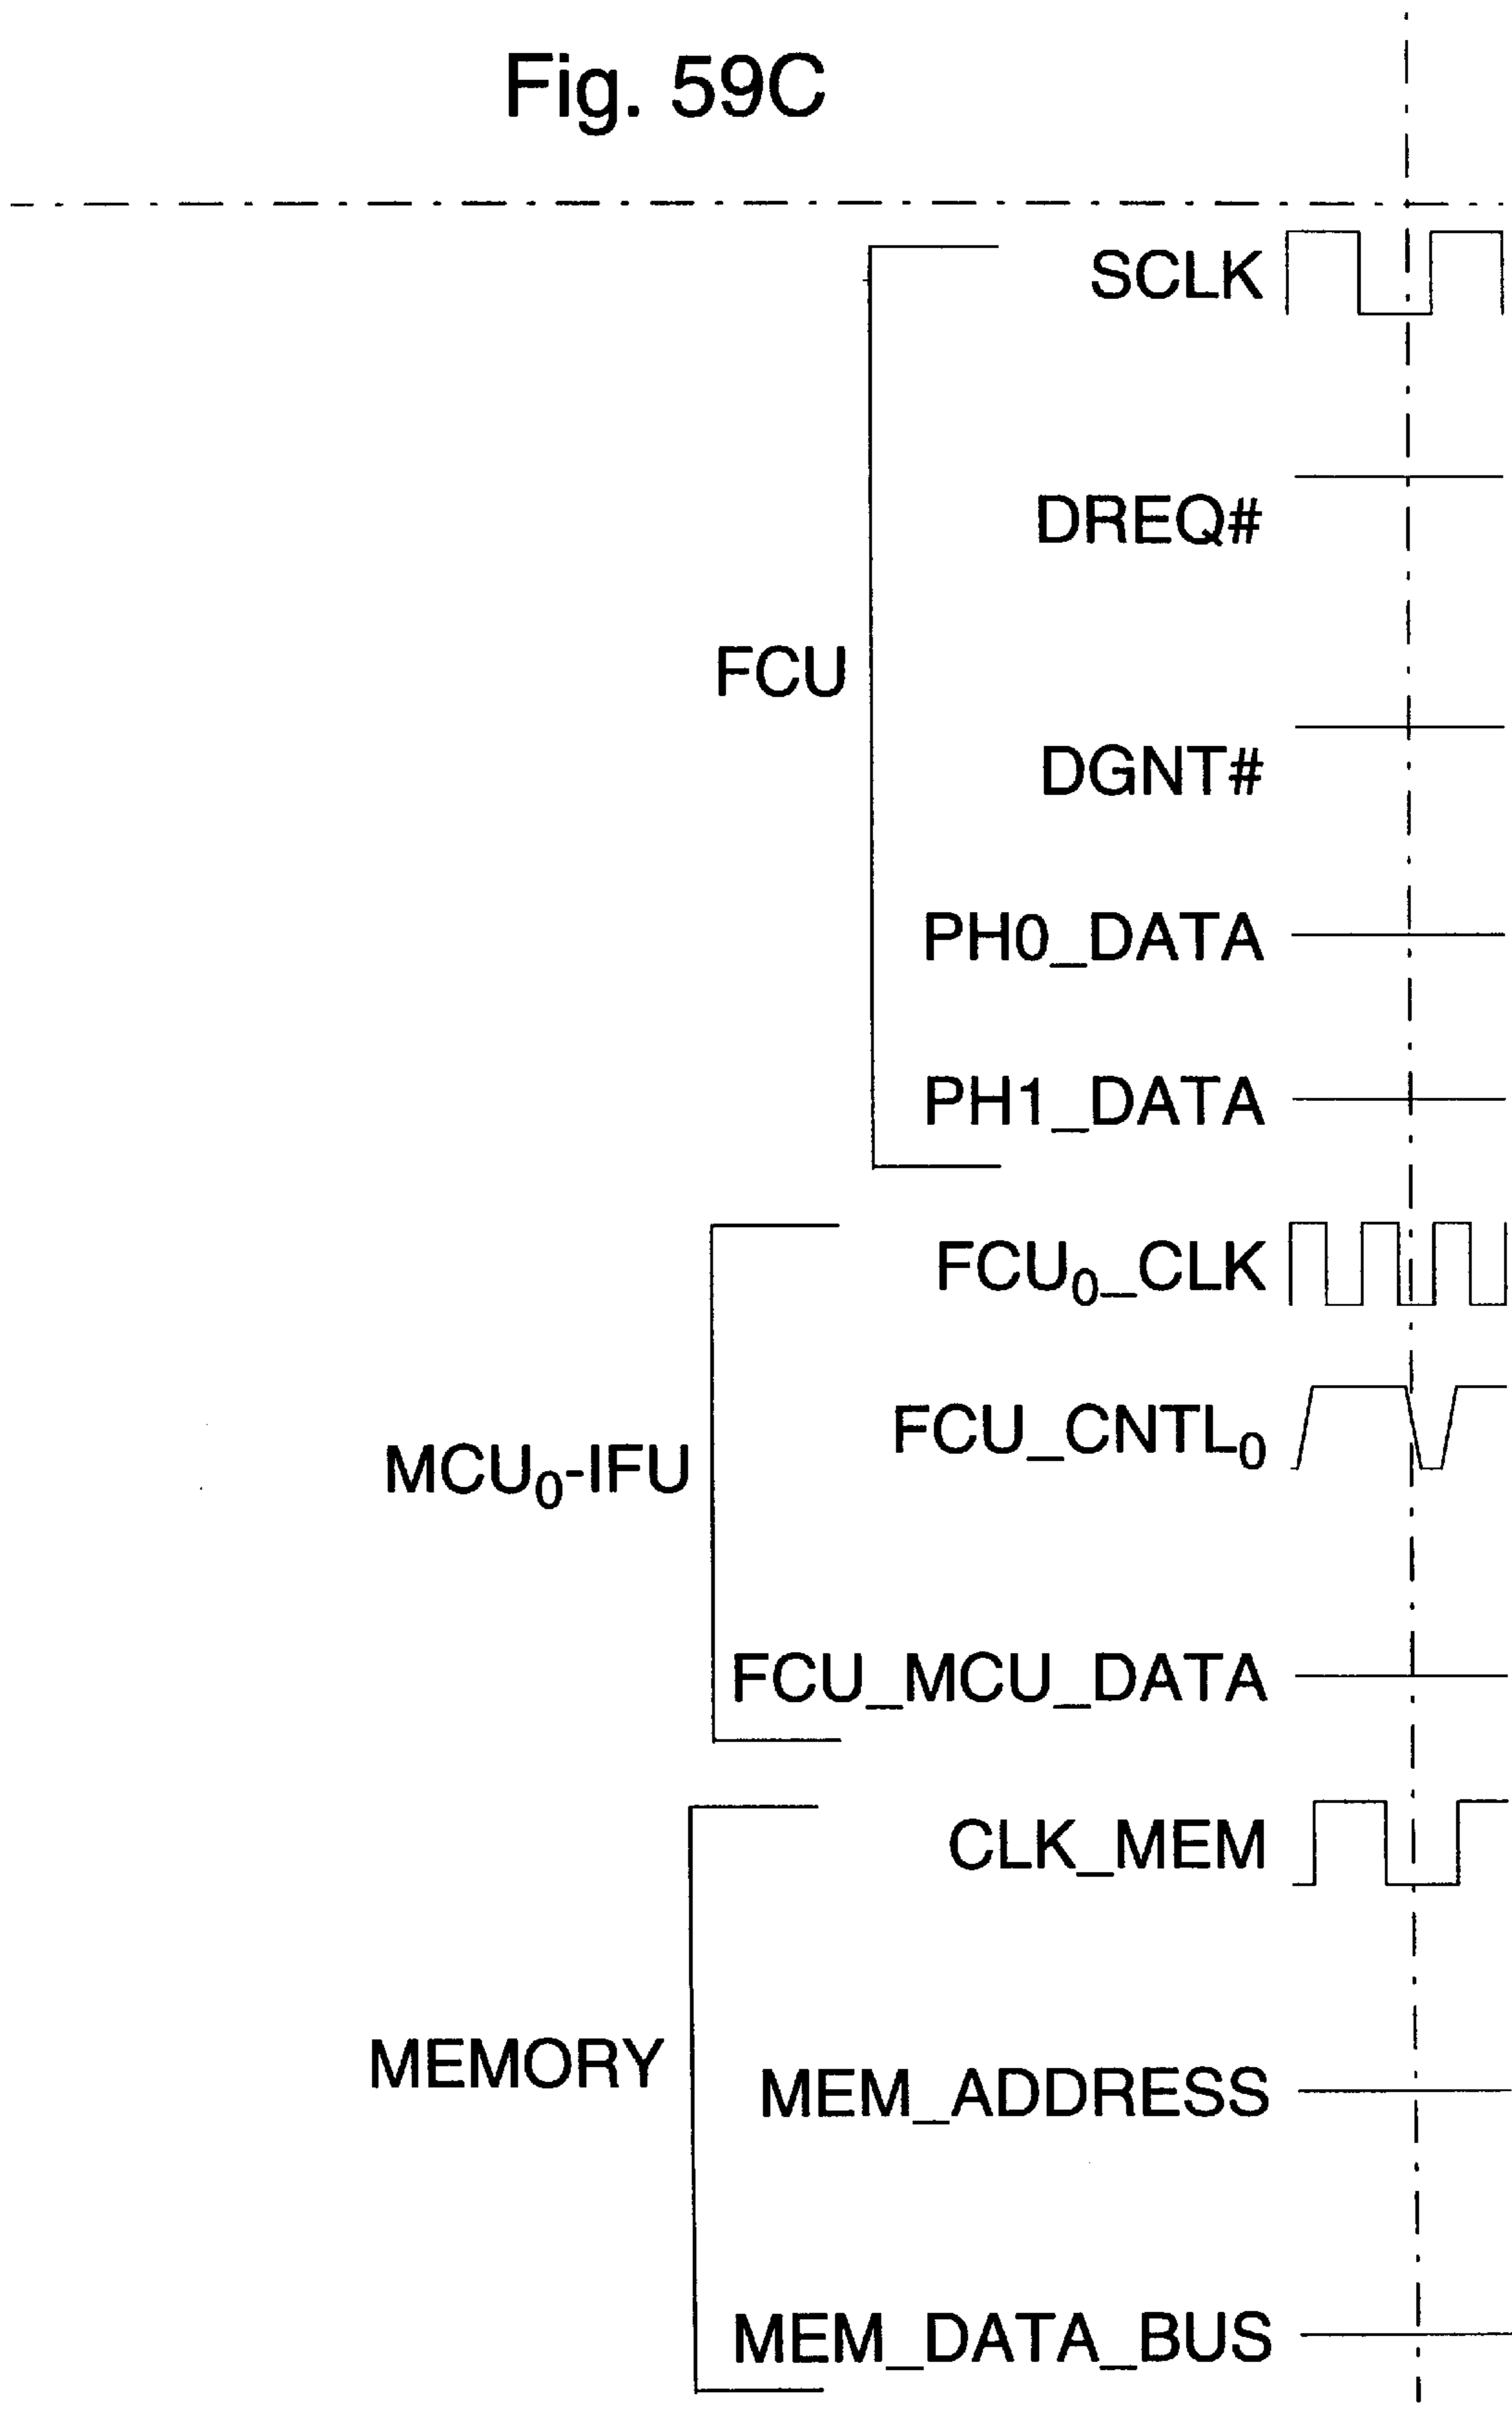 Fig. 59C
SCLK
DREQ#
FCU
DGNT#
PH0_DATA
PH1_DATA
FCU0_CLK
FCU_CNTL0
MCU0-IFU
FCU_MCU_DATA
CLK_MEM
MEMORY
MEM_ADDRESS
MEM_DATA_BUS